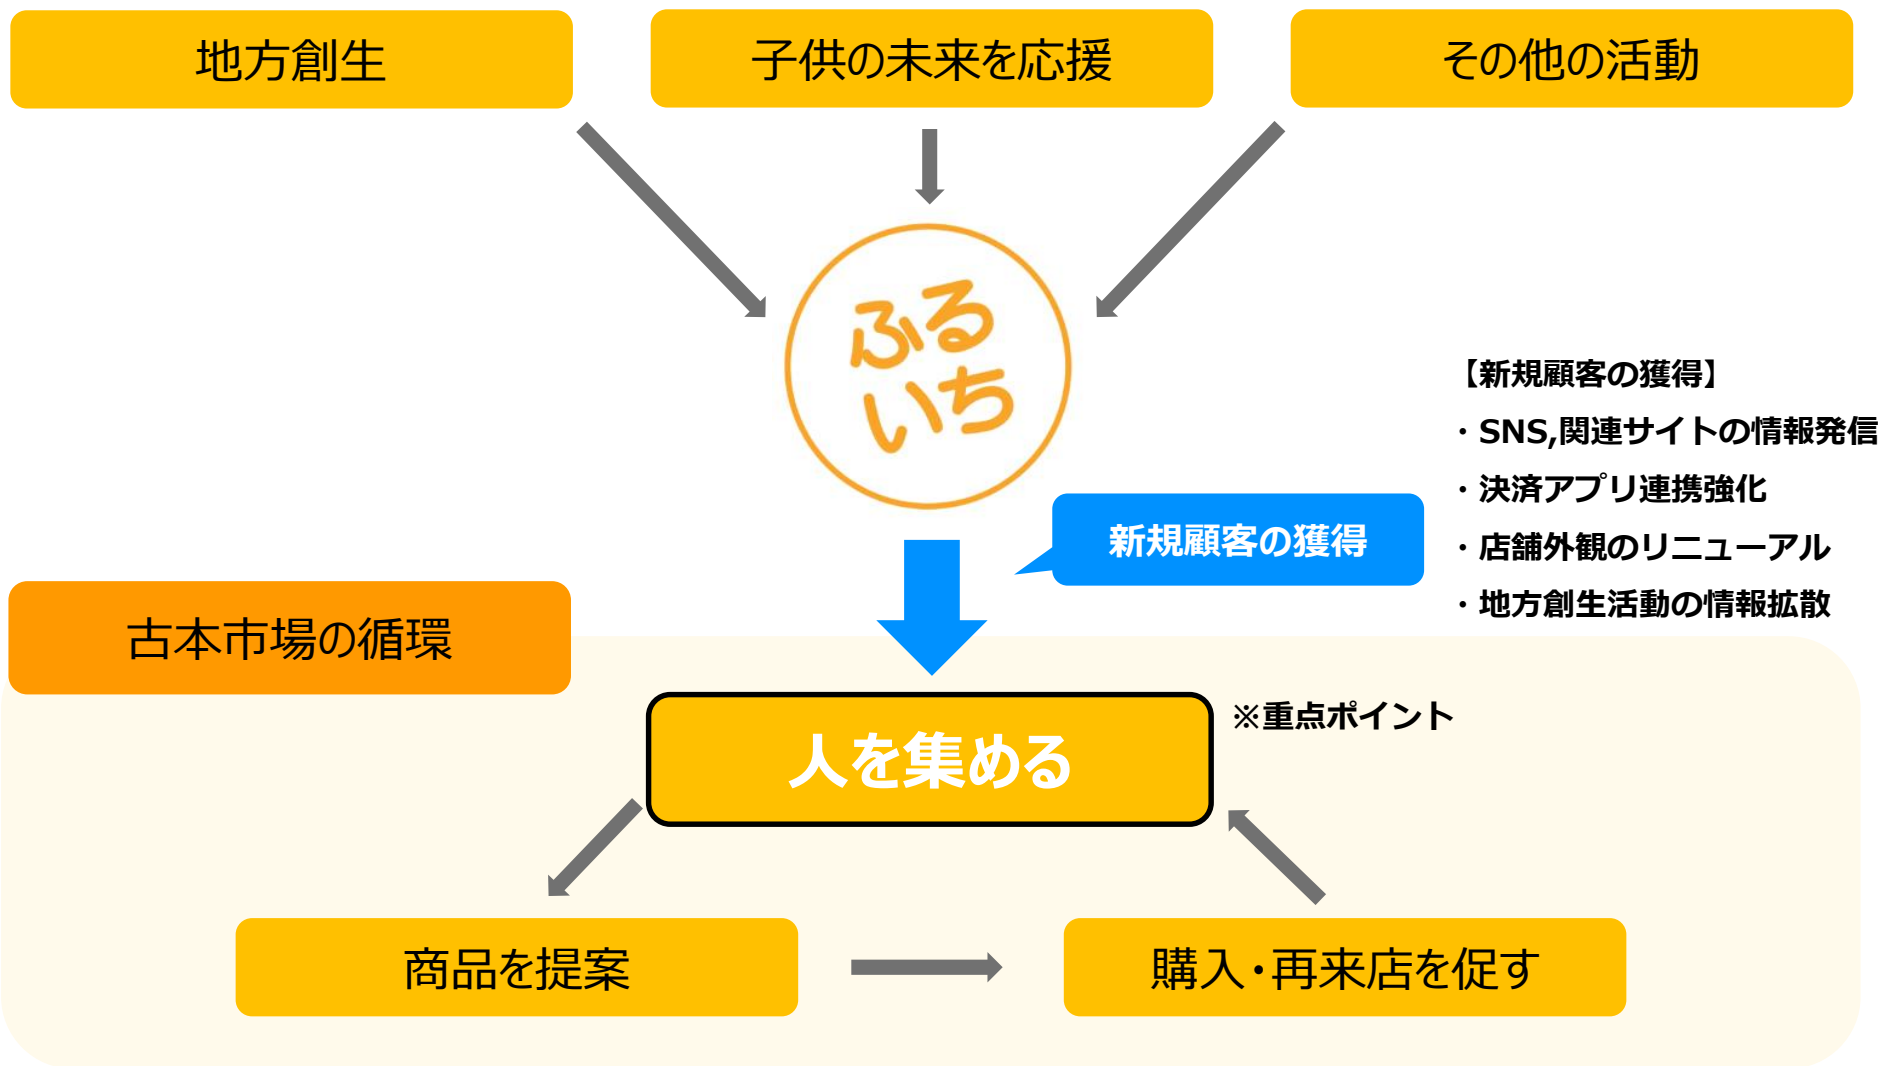 地方創生
子供の未来を応援
その他の活動
ふる
いち
【新規顧客の獲得】
・SNS,関連サイトの情報発信
・決済アプリ連携強化
・店舗外観のリニューアル
・地方創生活動の情報拡散
新規顧客の獲得
古本市場の循環
人を集める
※重点ポイント
商品を提案
購入・再来店を促す